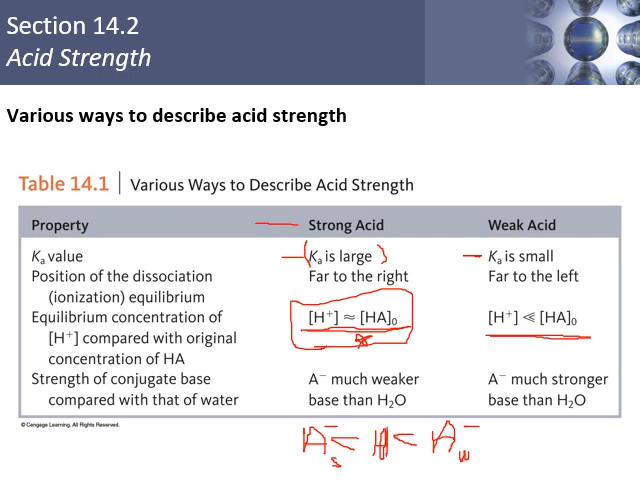 Section 14.2
Acid Strength
Various ways to describe acid strength
Table 14.1 | Various Ways to Describe Acid Strength
Property Strong Acid Weak Acid
Kₐ value Kₐ is large Kₐ is small
Position of the dissociation Far to the right Far to the left
(ionization) equilibrium
Equilibrium concentration of [H⁺] ≈ [HA]₀ [H⁺] ≪ [HA]₀
[H⁺] compared with original
concentration of HA
Strength of conjugate base A⁻ much weaker A⁻ much stronger
compared with that of water base than H₂O base than H₂O
© Cengage Learning. All Rights Reserved.
A⁻ₛ < < A⁻w